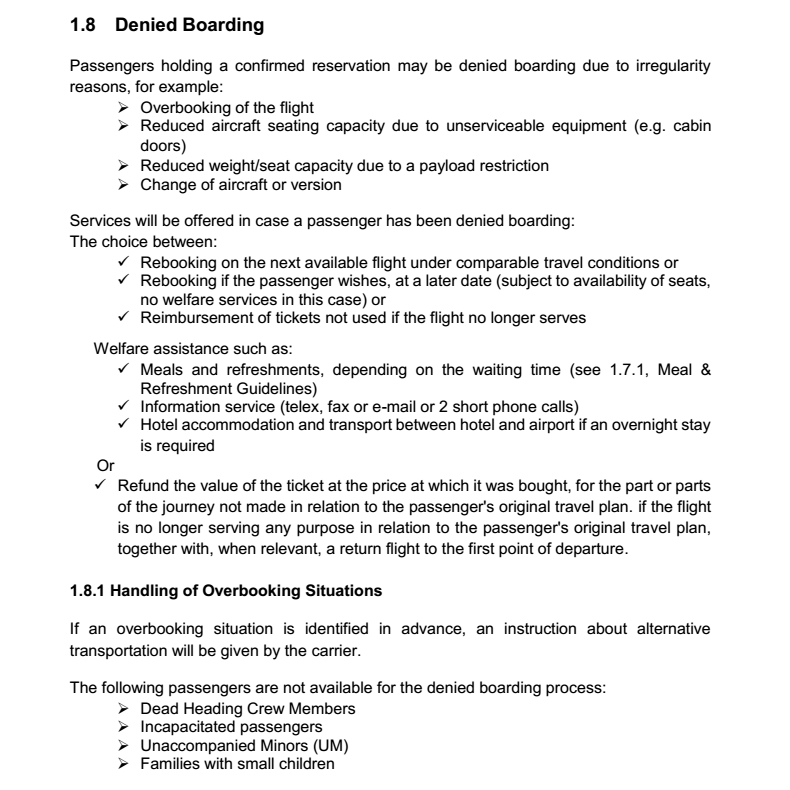 1.8 Denied Boarding
Passengers holding a confirmed reservation may be denied boarding due to irregularity
reasons, for example:
➢ Overbooking of the flight
➢ Reduced aircraft seating capacity due to unserviceable equipment (e.g. cabin
doors)
➢ Reduced weight/seat capacity due to a payload restriction
➢ Change of aircraft or version
Services will be offered in case a passenger has been denied boarding:
The choice between:
✓ Rebooking on the next available flight under comparable travel conditions or
✓ Rebooking if the passenger wishes, at a later date (subject to availability of seats,
no welfare services in this case) or
✓ Reimbursement of tickets not used if the flight no longer serves
Welfare assistance such as:
✓ Meals and refreshments, depending on the waiting time (see 1.7.1, Meal &
Refreshment Guidelines)
✓ Information service (telex, fax or e-mail or 2 short phone calls)
✓ Hotel accommodation and transport between hotel and airport if an overnight stay
is required
Or
✓ Refund the value of the ticket at the price at which it was bought, for the part or parts
of the journey not made in relation to the passenger's original travel plan. if the flight
is no longer serving any purpose in relation to the passenger's original travel plan,
together with, when relevant, a return flight to the first point of departure.
1.8.1 Handling of Overbooking Situations
If an overbooking situation is identified in advance, an instruction about alternative
transportation will be given by the carrier.
The following passengers are not available for the denied boarding process:
➢ Dead Heading Crew Members
➢ Incapacitated passengers
➢ Unaccompanied Minors (UM)
➢ Families with small children